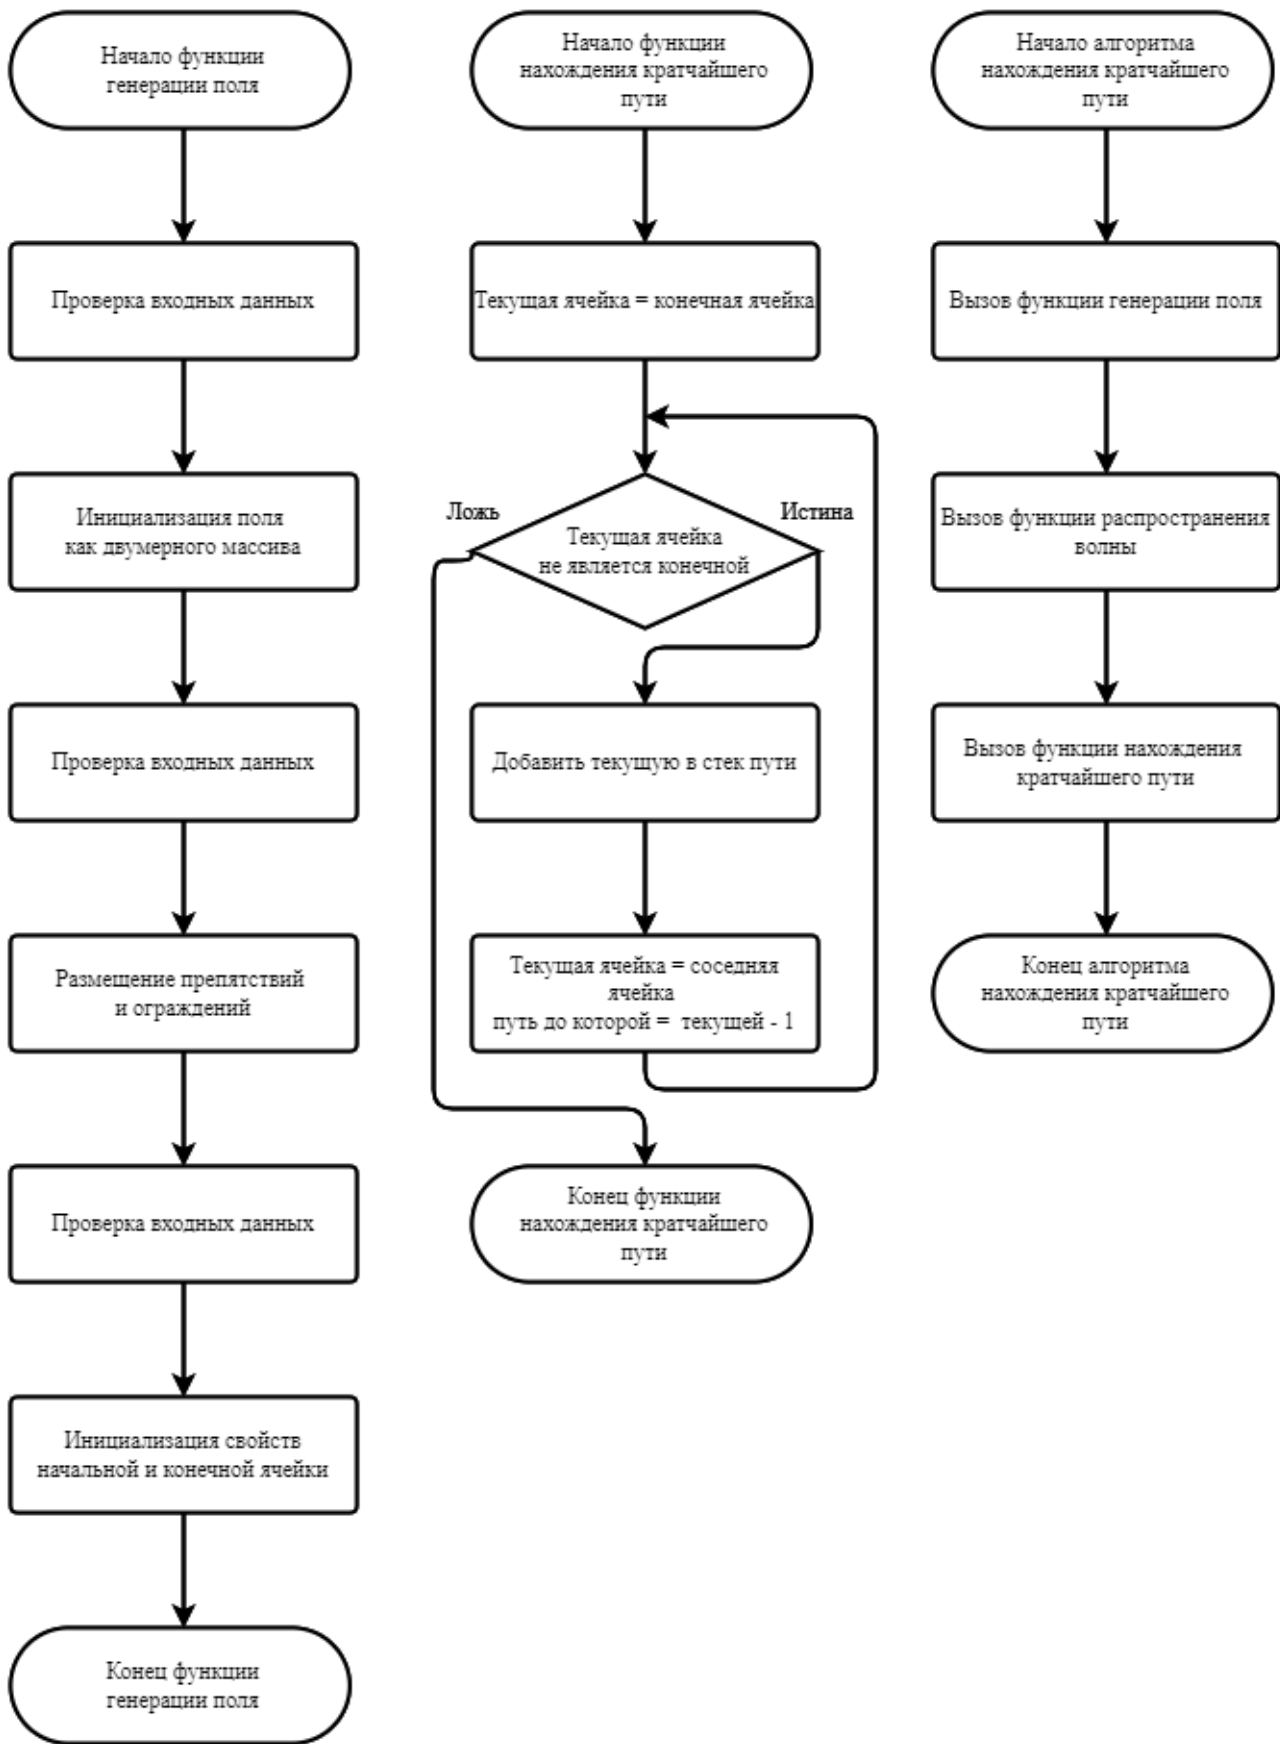 Начало функции
генерации поля
Проверка входных данных
Инициализация поля
как двумерного массива
Проверка входных данных
Размещение препятствий
и ограждений
Проверка входных данных
Инициализация свойств
начальной и конечной ячейки
Конец функции
генерации поля
Начало функции
нахождения кратчайшего
пути
Текущая ячейка = конечная ячейка
Ложь
Истина
Текущая ячейка
не является конечной
Добавить текущую в стек пути
Текущая ячейка = соседняя
ячейка
путь до которой = текущей - 1
Конец функции
нахождения кратчайшего
пути
Начало алгоритма
нахождения кратчайшего
пути
Вызов функции генерации поля
Вызов функции распространения
волны
Вызов функции нахождения
кратчайшего пути
Конец алгоритма
нахождения кратчайшего
пути